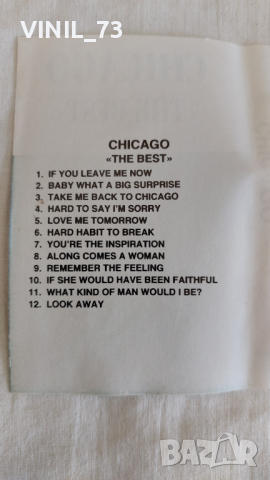 VINIL_73
CHICAGO
«THE BEST»
1. IF YOU LEAVE ME NOW
2. BABY WHAT A BIG SURPRISE
3. TAKE ME BACK TO CHICAGO
4. HARD TO SAY I'M SORRY
5. LOVE ME TOMORROW
6. HARD HABIT TO BREAK
7. YOU'RE THE INSPIRATION
8. ALONG COMES A WOMAN
9. REMEMBER THE FEELING
10. IF SHE WOULD HAVE BEEN FAITHFUL
11. WHAT KIND OF MAN WOULD I BE?
12. LOOK AWAY
BAZAR